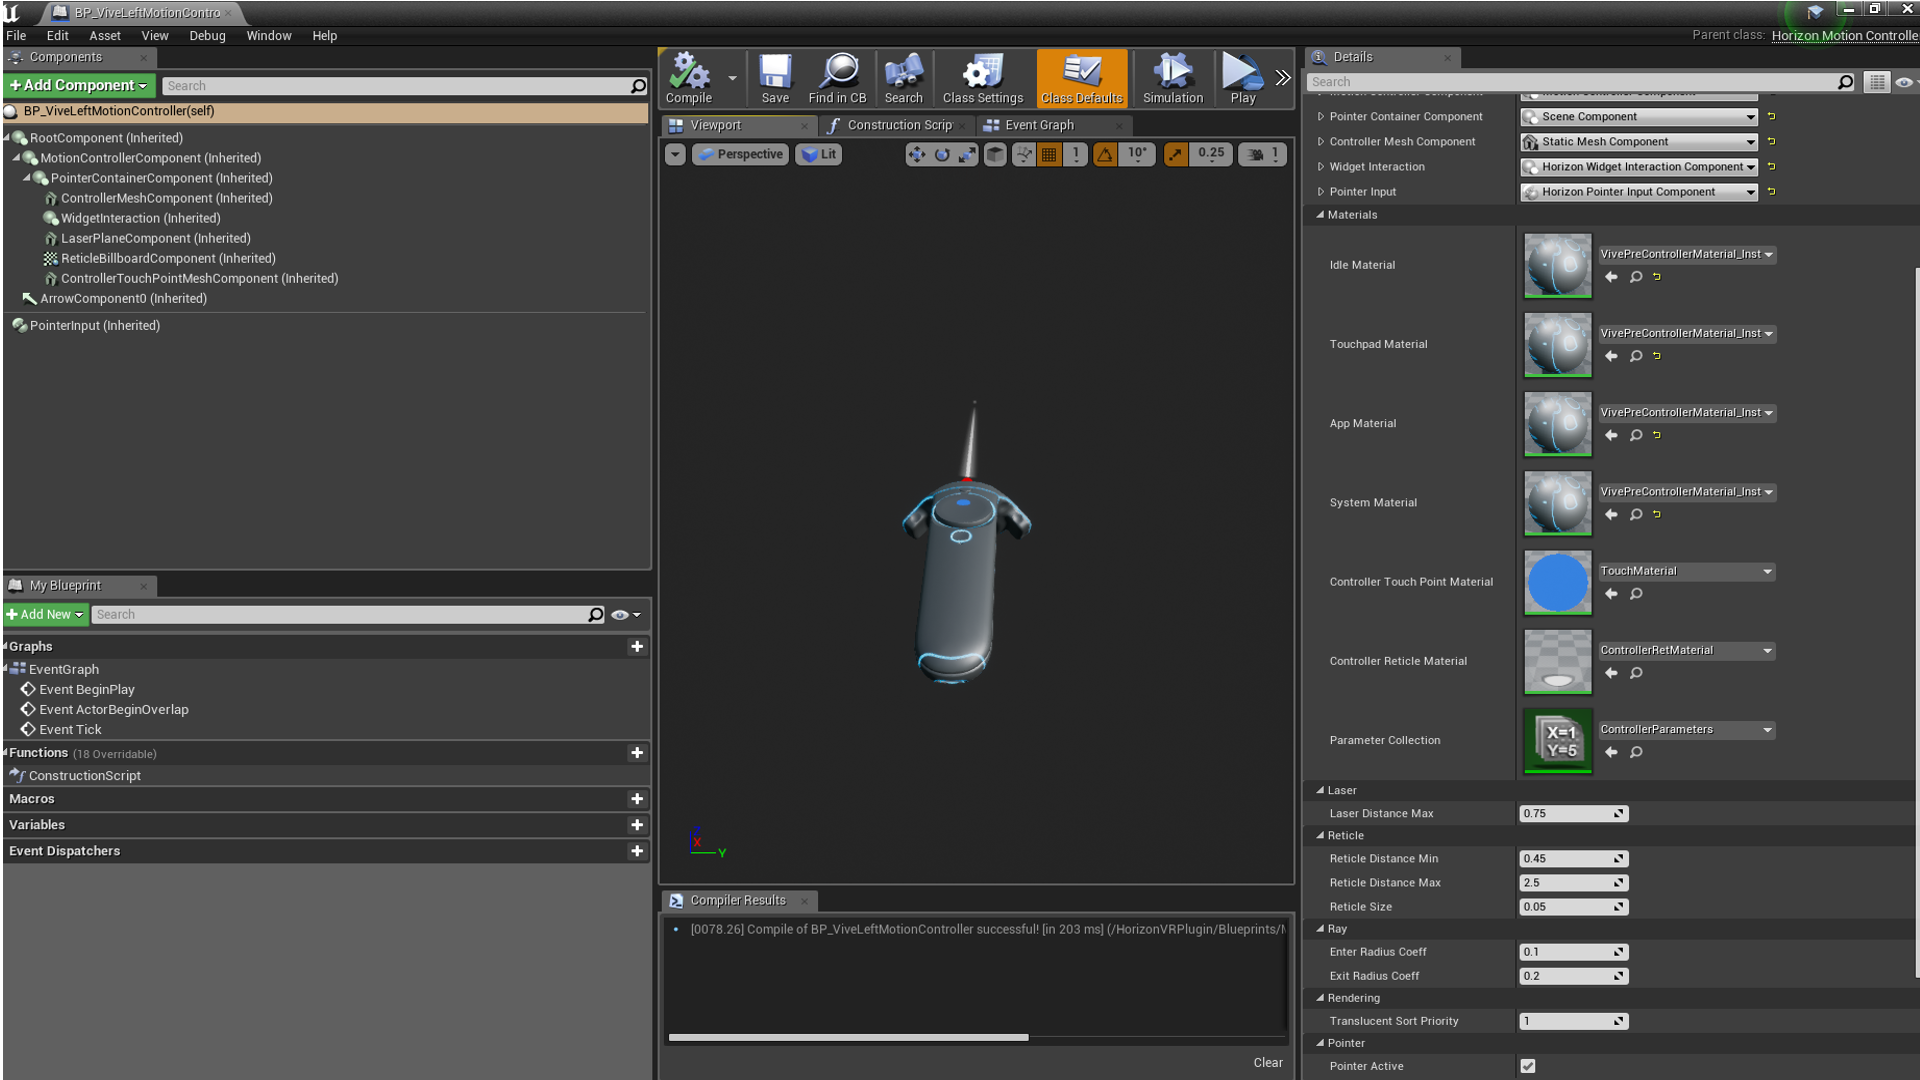 BP_ViveLeftMotionContro
File Edit Asset View Debug Window Help
Parent class: Horizon Motion Controller
Components
Add Component
Search
BP_ViveLeftMotionController(self)
RootComponent (Inherited)
MotionControllerComponent (Inherited)
PointerContainerComponent (Inherited)
ControllerMeshComponent (Inherited)
WidgetInteraction (Inherited)
LaserPlaneComponent (Inherited)
ReticleBillboardComponent (Inherited)
ControllerTouchPointMeshComponent (Inherited)
ArrowComponent0 (Inherited)
PointerInput (Inherited)
My Blueprint
Add New
Search
Graphs
EventGraph
Event BeginPlay
Event ActorBeginOverlap
Event Tick
Functions (18 Overridable)
ConstructionScript
Macros
Variables
Event Dispatchers
Compile
Save
Find in CB
Search
Class Settings
Class Defaults
Simulation
Play
Viewport
Construction Scrip
Event Graph
Perspective
Lit
1
10°
0.25
1
Z
X
Y
Compiler Results
[0078.26] Compile of BP_ViveLeftMotionController successful! [in 203 ms] (/HorizonVRPlugin/Blueprints/
Clear
Details
Search
Motion Controller Component Motion Controller Component
Pointer Container Component Scene Component
Controller Mesh Component Static Mesh Component
Widget Interaction Horizon Widget Interaction Component
Pointer Input Horizon Pointer Input Component
Materials
Idle Material VivePreControllerMaterial_Inst
Touchpad Material VivePreControllerMaterial_Inst
App Material VivePreControllerMaterial_Inst
System Material VivePreControllerMaterial_Inst
Controller Touch Point Material TouchMaterial
Controller Reticle Material ControllerRetMaterial
Parameter Collection X=1 Y=5 ControllerParameters
Laser
Laser Distance Max 0.75
Reticle
Reticle Distance Min 0.45
Reticle Distance Max 2.5
Reticle Size 0.05
Ray
Enter Radius Coeff 0.1
Exit Radius Coeff 0.2
Rendering
Translucent Sort Priority 1
Pointer
Pointer Active